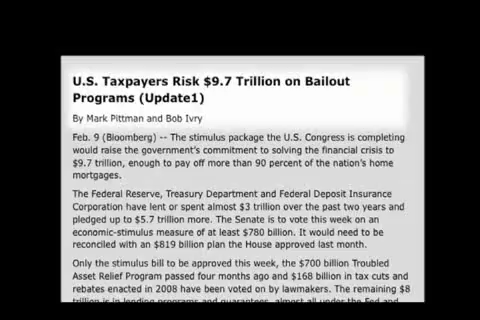 U.S. Taxpayers Risk $9.7 Trillion on Bailout
Programs (Update1)
By Mark Pittman and Bob Ivry
Feb. 9 (Bloomberg) -- The stimulus package the U.S. Congress is completing
would raise the government's commitment to solving the financial crisis to
$9.7 trillion, enough to pay off more than 90 percent of the nation's home
mortgages.
The Federal Reserve, Treasury Department and Federal Deposit Insurance
Corporation have lent or spent almost $3 trillion over the past two years and
pledged up to $5.7 trillion more. The Senate is to vote this week on an
economic-stimulus measure of at least $780 billion. It would need to be
reconciled with an $819 billion plan the House approved last month.
Only the stimulus bill to be approved this week, the $700 billion Troubled
Asset Relief Program passed four months ago and $168 billion in tax cuts and
rebates enacted in 2008 have been voted on by lawmakers. The remaining $8
trillion is in lending programs and guarantees, almost all under the Fed and